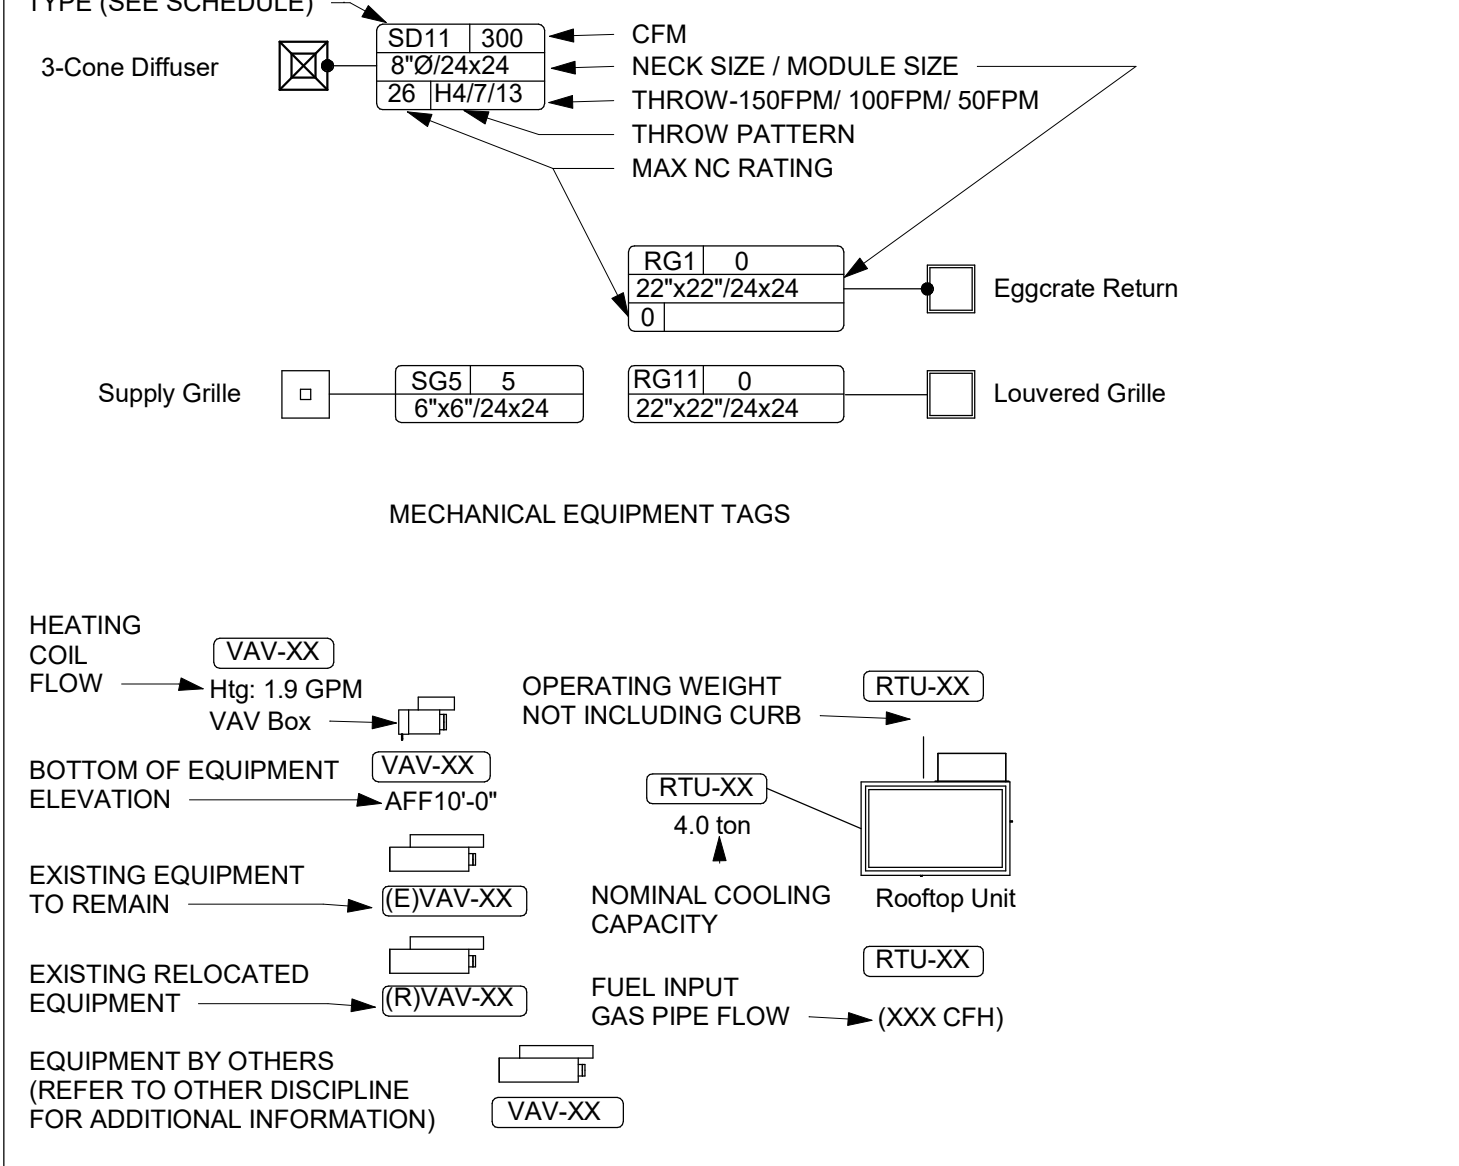 TYPE (SEE SCHEDULE)
SD11 300
CFM
3-Cone Diffuser
8"Ø/24x24
NECK SIZE / MODULE SIZE
26 H4/7/13
THROW-150FPM/ 100FPM/ 50FPM
THROW PATTERN
MAX NC RATING
RG1 0
22"x22"/24x24
0
Eggcrate Return
Supply Grille
SG5 5
6"x6"/24x24
RG11 0
22"x22"/24x24
Louvered Grille
MECHANICAL EQUIPMENT TAGS
HEATING
COIL
FLOW
VAV-XX
Htg: 1.9 GPM
VAV Box
BOTTOM OF EQUIPMENT
ELEVATION
VAV-XX
AFF10'-0"
EXISTING EQUIPMENT
TO REMAIN
(E)VAV-XX
EXISTING RELOCATED
EQUIPMENT
(R)VAV-XX
EQUIPMENT BY OTHERS
(REFER TO OTHER DISCIPLINE
FOR ADDITIONAL INFORMATION)
VAV-XX
OPERATING WEIGHT
NOT INCLUDING CURB
RTU-XX
RTU-XX
4.0 ton
NOMINAL COOLING
CAPACITY
Rooftop Unit
RTU-XX
FUEL INPUT
GAS PIPE FLOW
(XXX CFH)